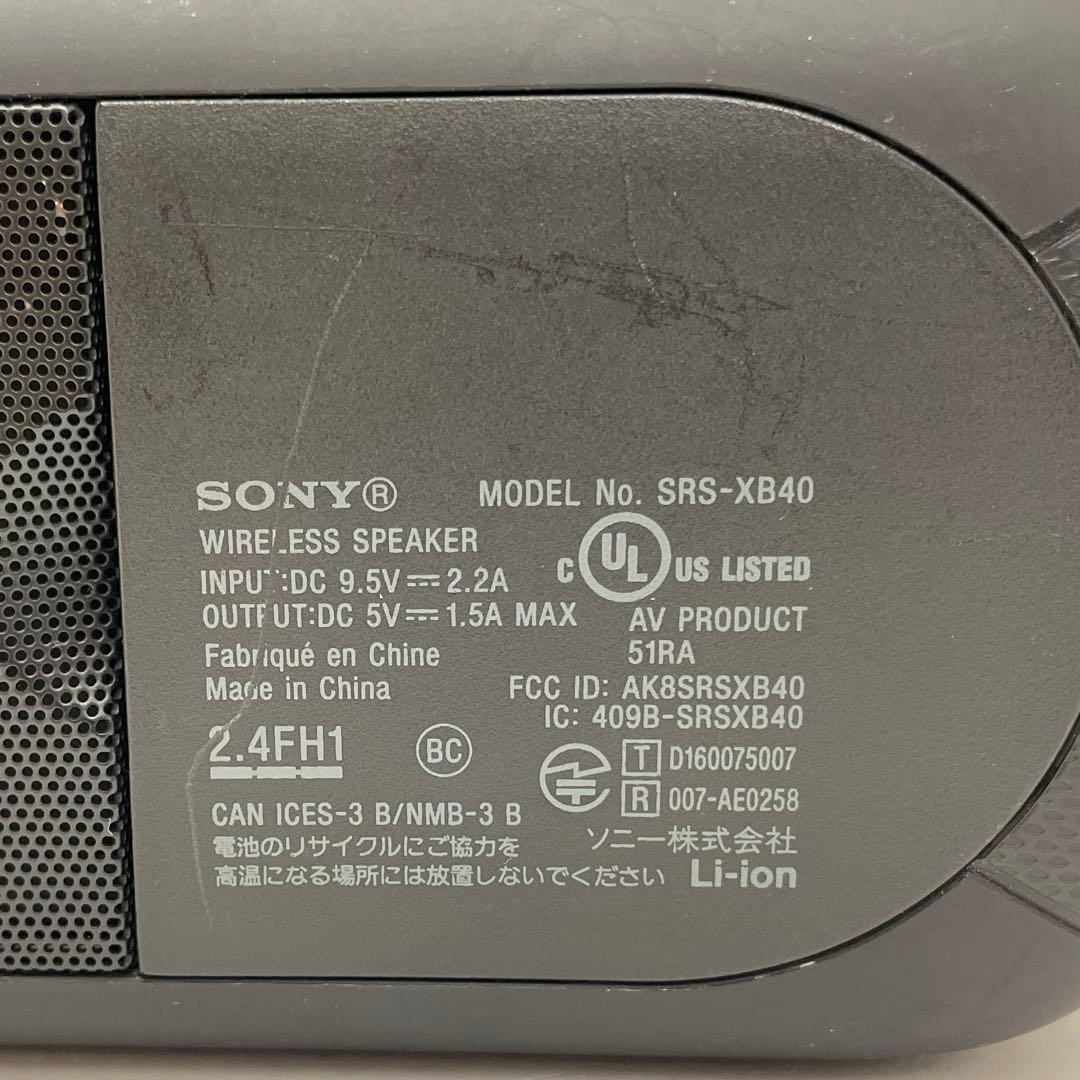 SONY® MODEL No. SRS-XB40
WIRELESS SPEAKER
INPUT:DC 9.5V⎓2.2A
OUTPUT:DC 5V⎓1.5A MAX
C UL US LISTED
AV PRODUCT
51RA
Fabriqué en Chine
Made in China
FCC ID: AK8SRSXB40
IC: 409B-SRSXB40
2.4FH1 BC
T D160075007
R 007-AE0258
CAN ICES-3 B/NMB-3 B
ソニー株式会社
電池のリサイクルにご協力を
高温になる場所には放置しないでください Li-ion